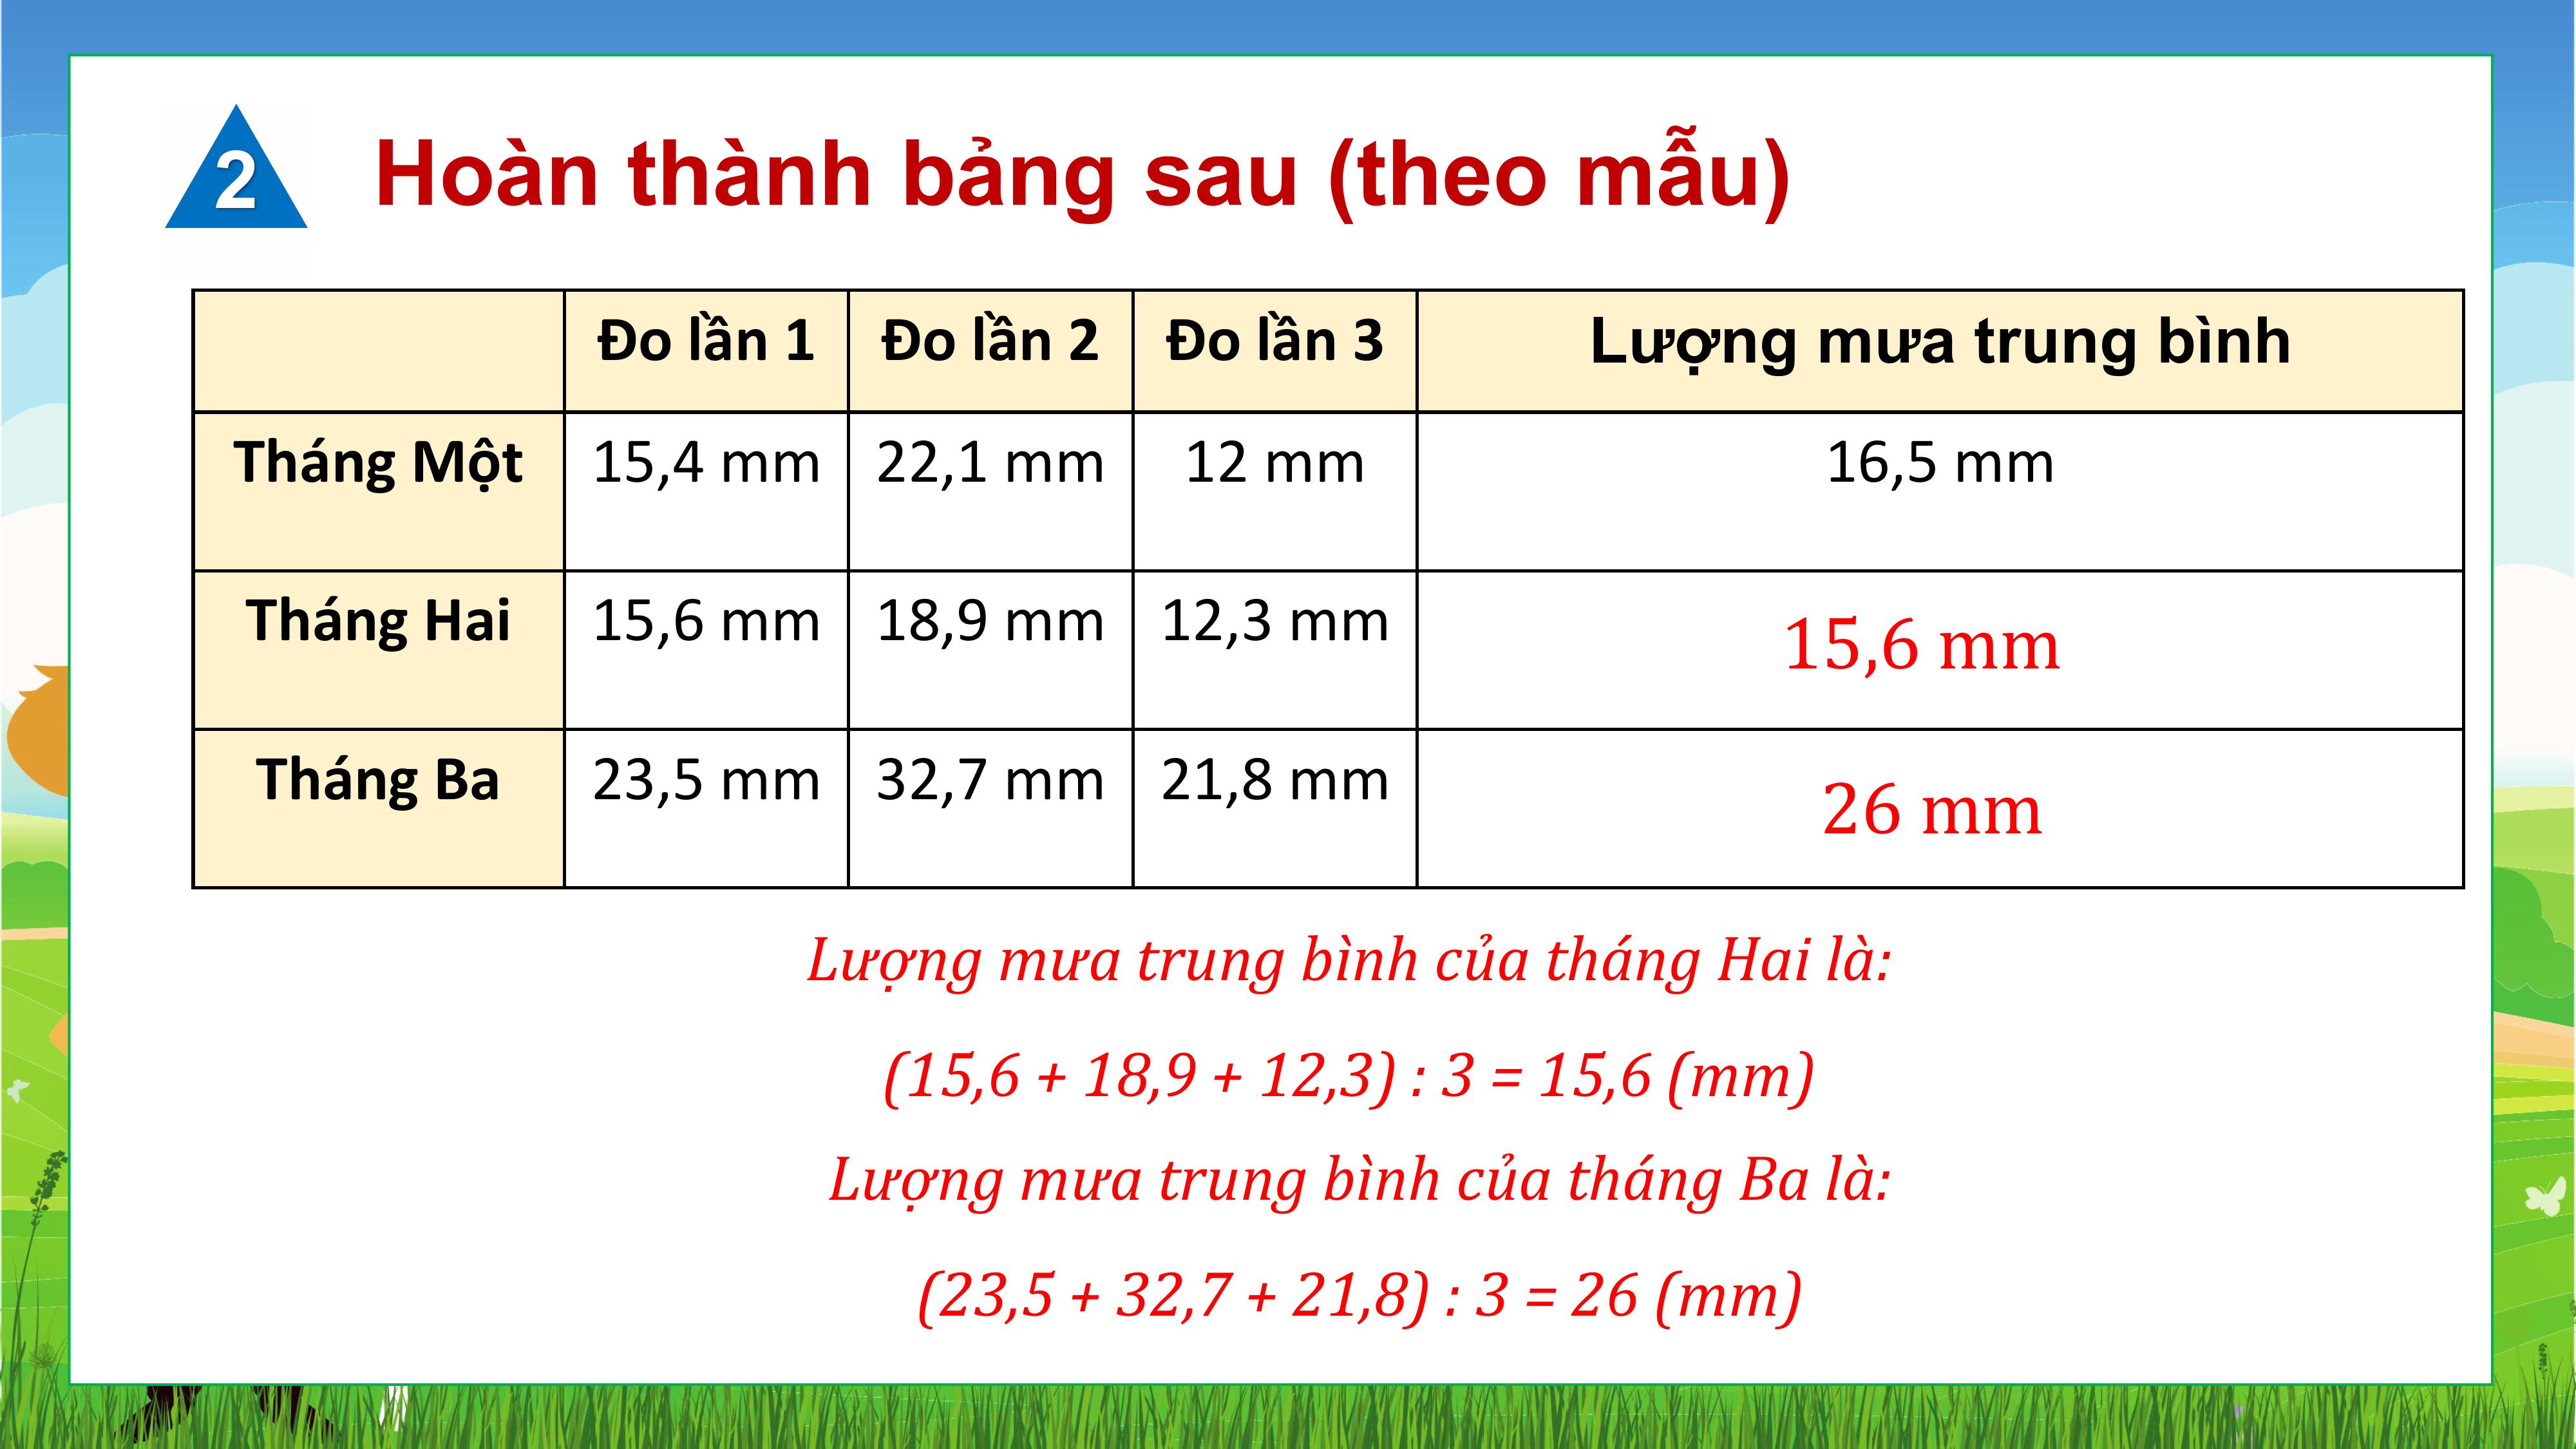 2 Hoàn thành bảng sau (theo mẫu)
Đo lần 1 Đo lần 2 Đo lần 3 Lượng mưa trung bình
Tháng Một 15,4 mm 22,1 mm 12 mm 16,5 mm
Tháng Hai 15,6 mm 18,9 mm 12,3 mm 15,6 mm
Tháng Ba 23,5 mm 32,7 mm 21,8 mm 26 mm
Lượng mưa trung bình của tháng Hai là:
(15,6 + 18,9 + 12,3) : 3 = 15,6 (mm)
Lượng mưa trung bình của tháng Ba là:
(23,5 + 32,7 + 21,8) : 3 = 26 (mm)